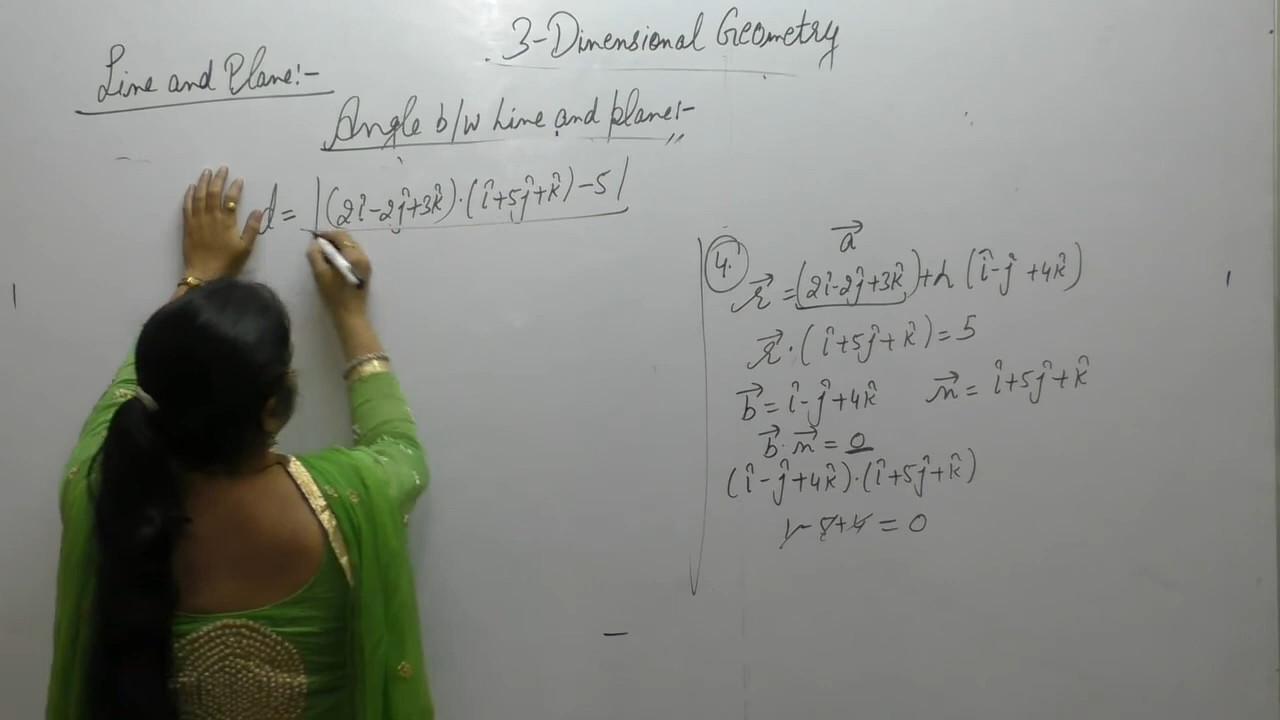 3-Dimensional Geometry
Line and Plane:-
Angle b/w Line and plane:-
d = |(2î-2ĵ+3k̂)·(î+5ĵ+k̂)-5|
4.
a⃗
r⃗ = (2î-2ĵ+3k̂)+λ(î-ĵ+4k̂)
r⃗·(î+5ĵ+k̂)=5
b⃗ = î-ĵ+4k̂ n⃗ = î+5ĵ+k̂
b⃗·n⃗ = 0
(î-ĵ+4k̂)·(î+5ĵ+k̂)
1-5+4=0